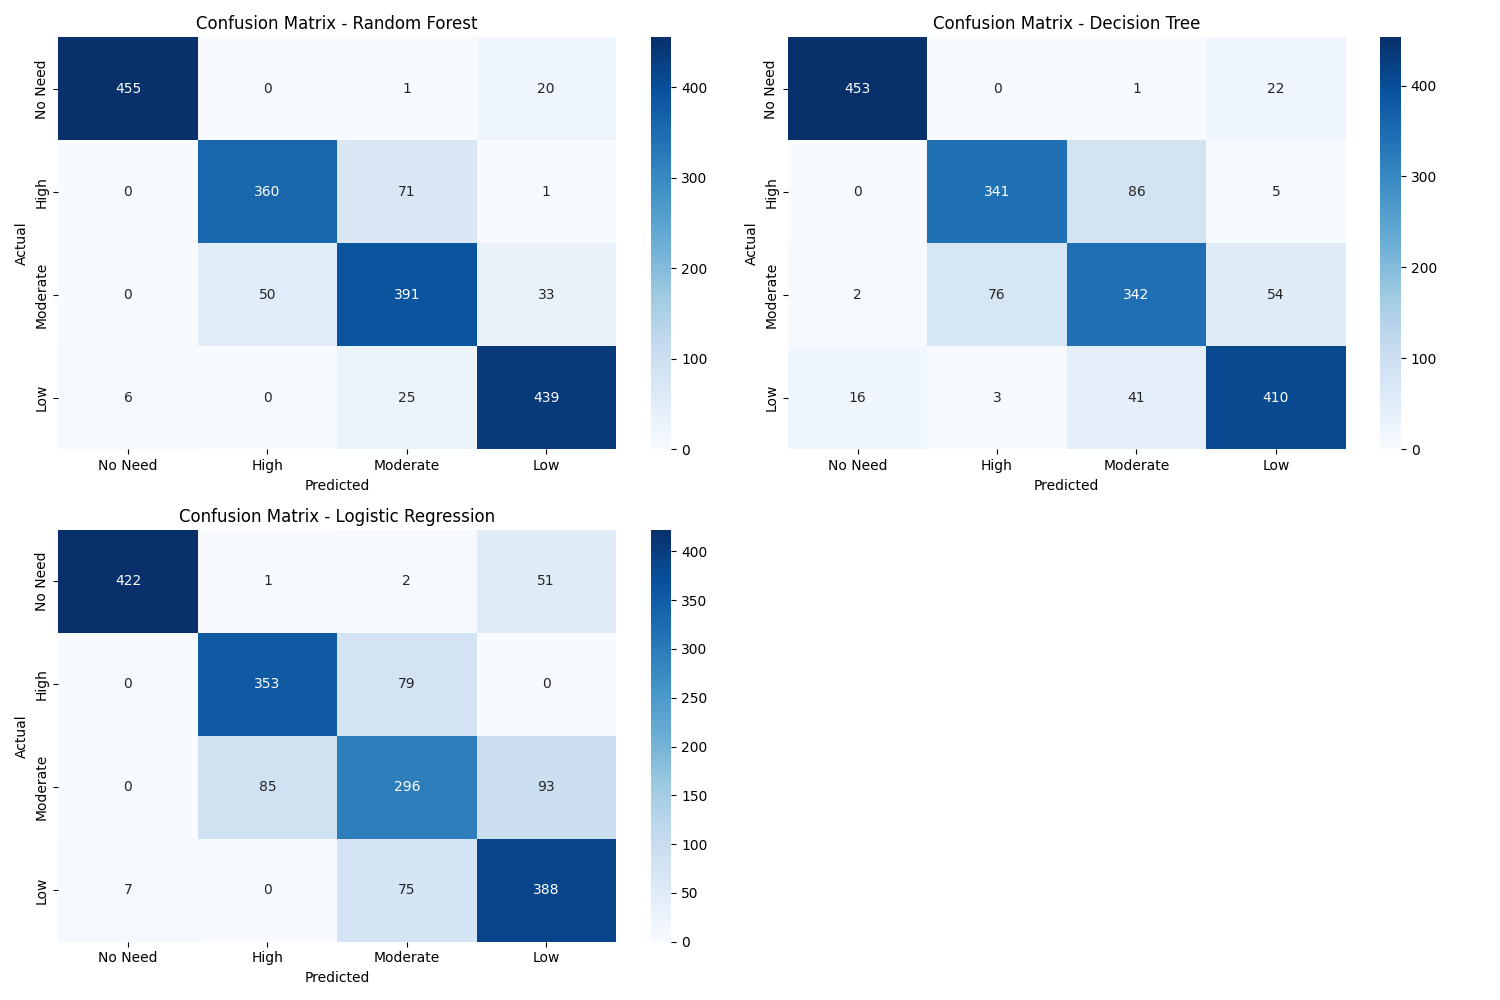 Confusion Matrix - Random Forest
No Need 455 0 1 20
High 0 360 71 1
Moderate 0 50 391 33
Low 6 0 25 439
Actual
No Need High Moderate Low
Predicted
400
300
200
100
0
Confusion Matrix - Decision Tree
No Need 453 0 1 22
High 0 341 86 5
Moderate 2 76 342 54
Low 16 3 41 410
Actual
No Need High Moderate Low
Predicted
400
300
200
100
0
Confusion Matrix - Logistic Regression
No Need 422 1 2 51
High 0 353 79 0
Moderate 0 85 296 93
Low 7 0 75 388
Actual
No Need High Moderate Low
Predicted
400
350
300
250
200
150
100
50
0